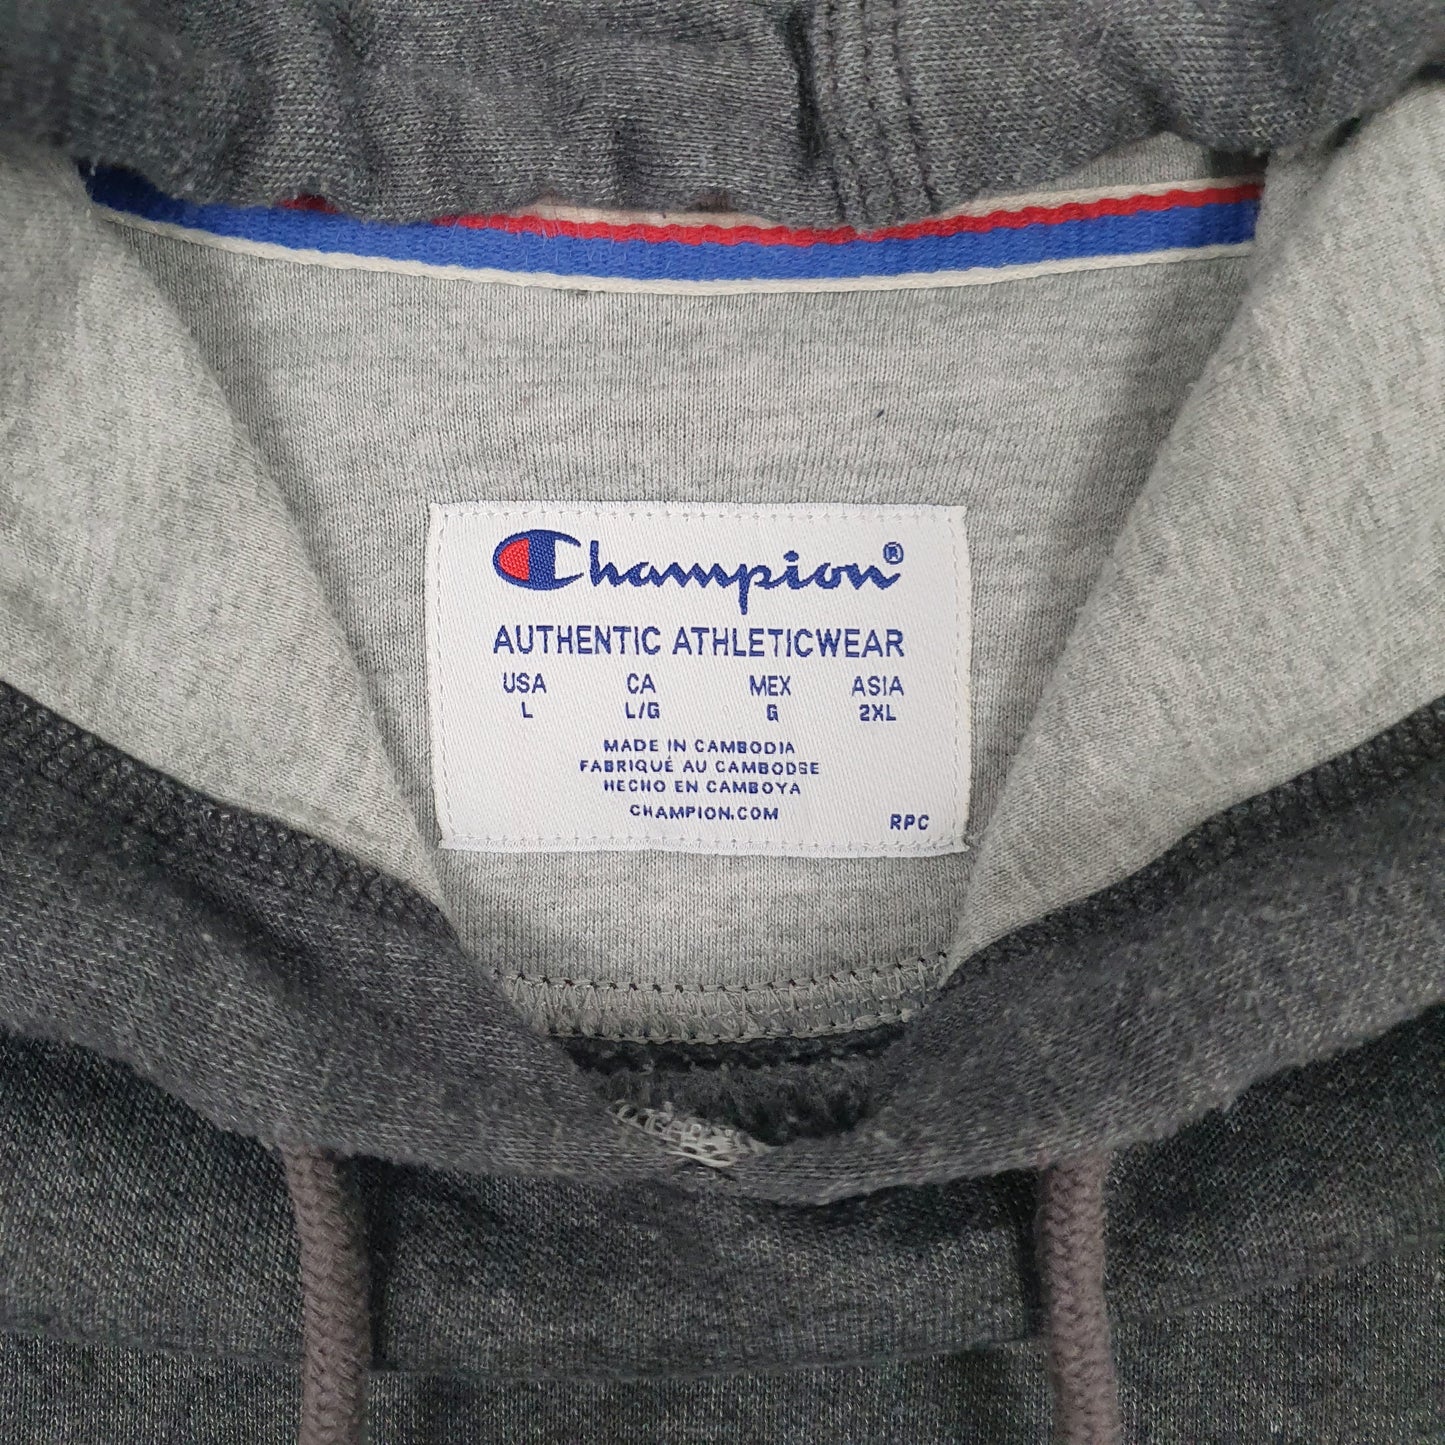 Champion®
AUTHENTIC ATHLETICWEAR
USA CA MEX ASIA
L L/G G 2XL
MADE IN CAMBODIA
FABRIQUÉ AU CAMBODGE
HECHO EN CAMBOYA
CHAMPION.COM
RPC